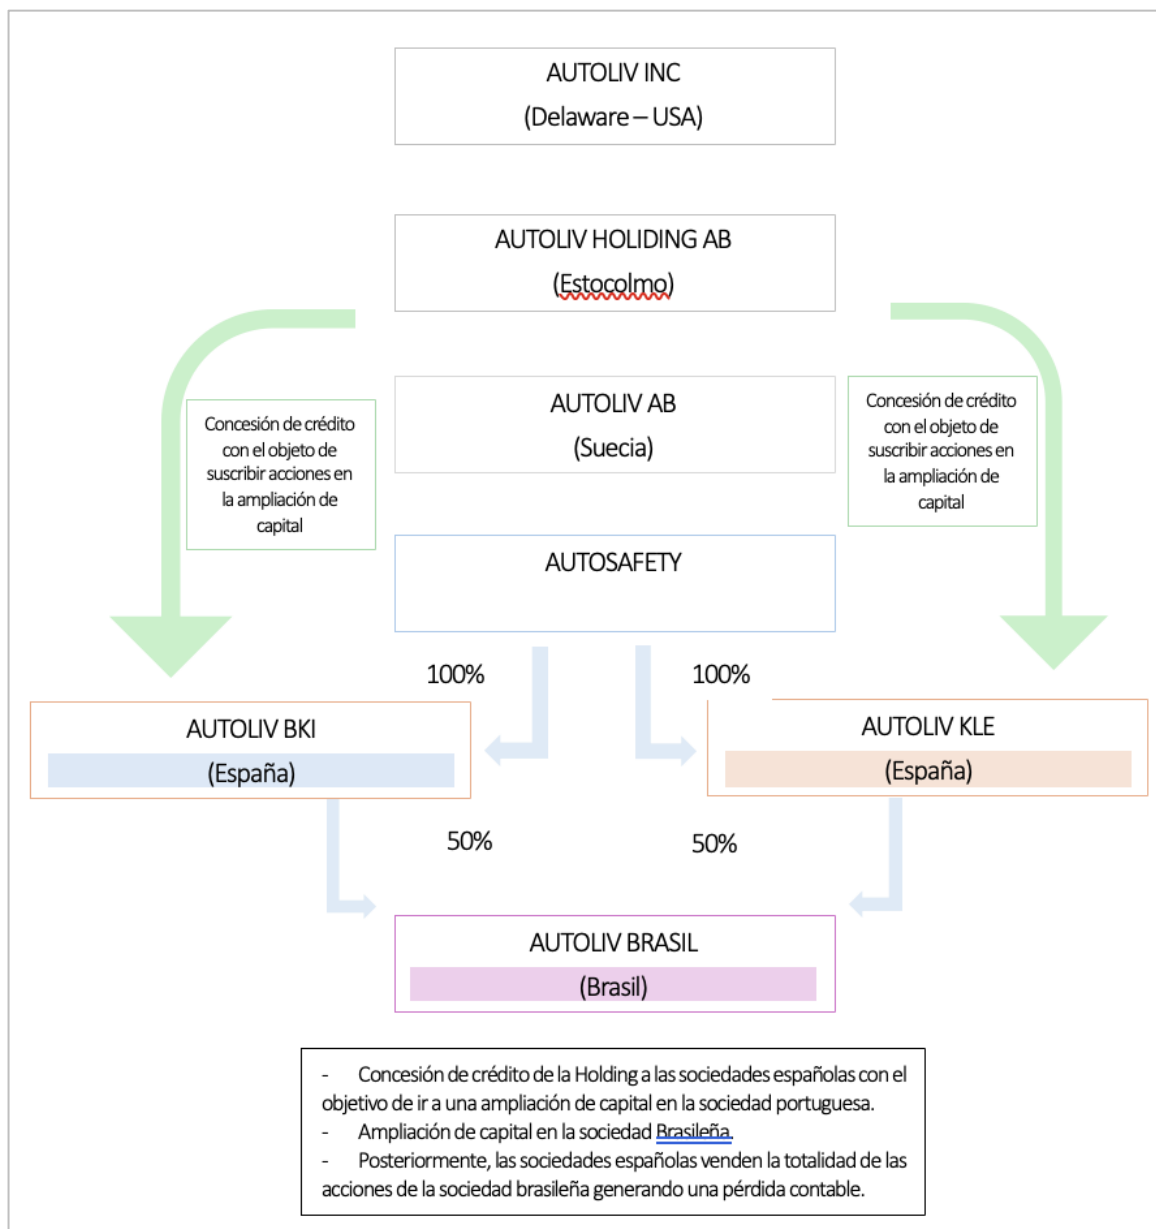 AUTOLIV INC
(Delaware – USA)
AUTOLIV HOLIDING AB
(Estocolmo)
Concesión de crédito
con el objeto de
suscribir acciones en
la ampliación de
capital
AUTOLIV AB
(Suecia)
Concesión de crédito
con el objeto de
suscribir acciones en
la ampliación de
capital
AUTOSAFETY
100%
100%
AUTOLIV BKI
(España)
AUTOLIV KLE
(España)
50%
50%
AUTOLIV BRASIL
(Brasil)
- Concesión de crédito de la Holding a las sociedades españolas con el
objetivo de ir a una ampliación de capital en la sociedad portuguesa.
- Ampliación de capital en la sociedad Brasileña.
- Posteriormente, las sociedades españolas venden la totalidad de las
acciones de la sociedad brasileña generando una pérdida contable.